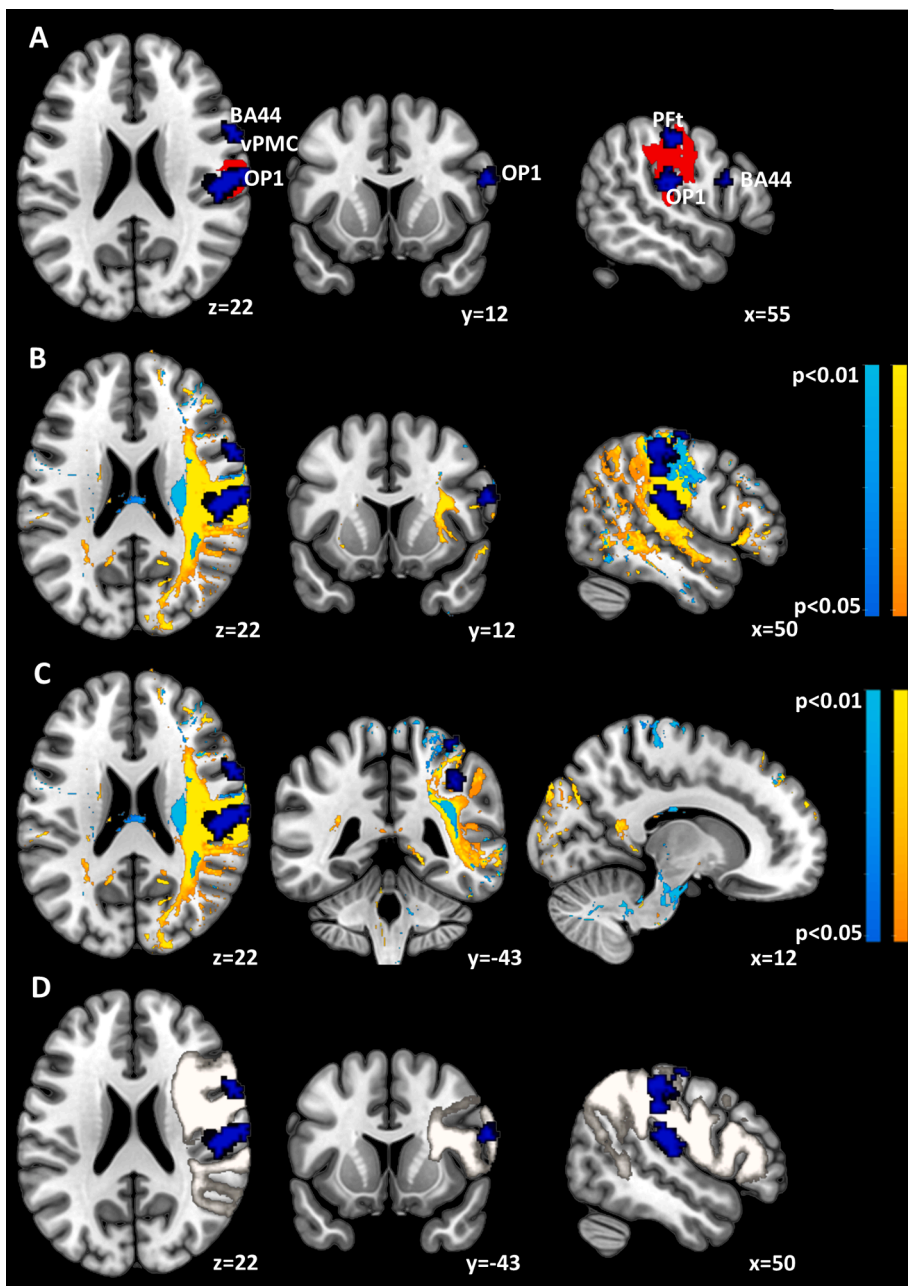 A
BA44
vPMC
OP1
z=22
OP1
y=12
PFt
OP1
BA44
x=55
B
z=22
y=12
x=50
p<0.01
p<0.05
C
z=22
y=-43
x=12
p<0.01
p<0.05
D
z=22
y=-43
x=50